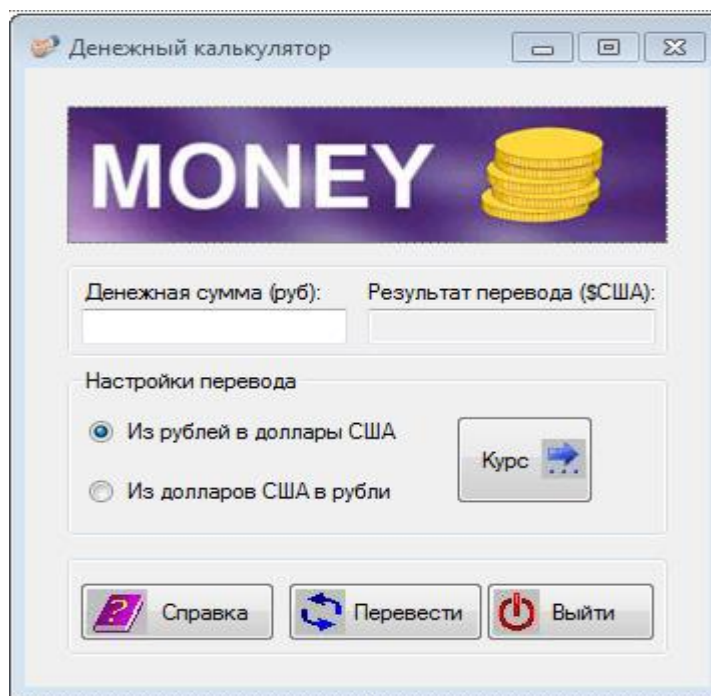 Денежный калькулятор
MONEY
Денежная сумма (руб): Результат перевода ($США):
Настройки перевода
Из рублей в доллары США
Курс
Из долларов США в рубли
Справка Перевести Выйти